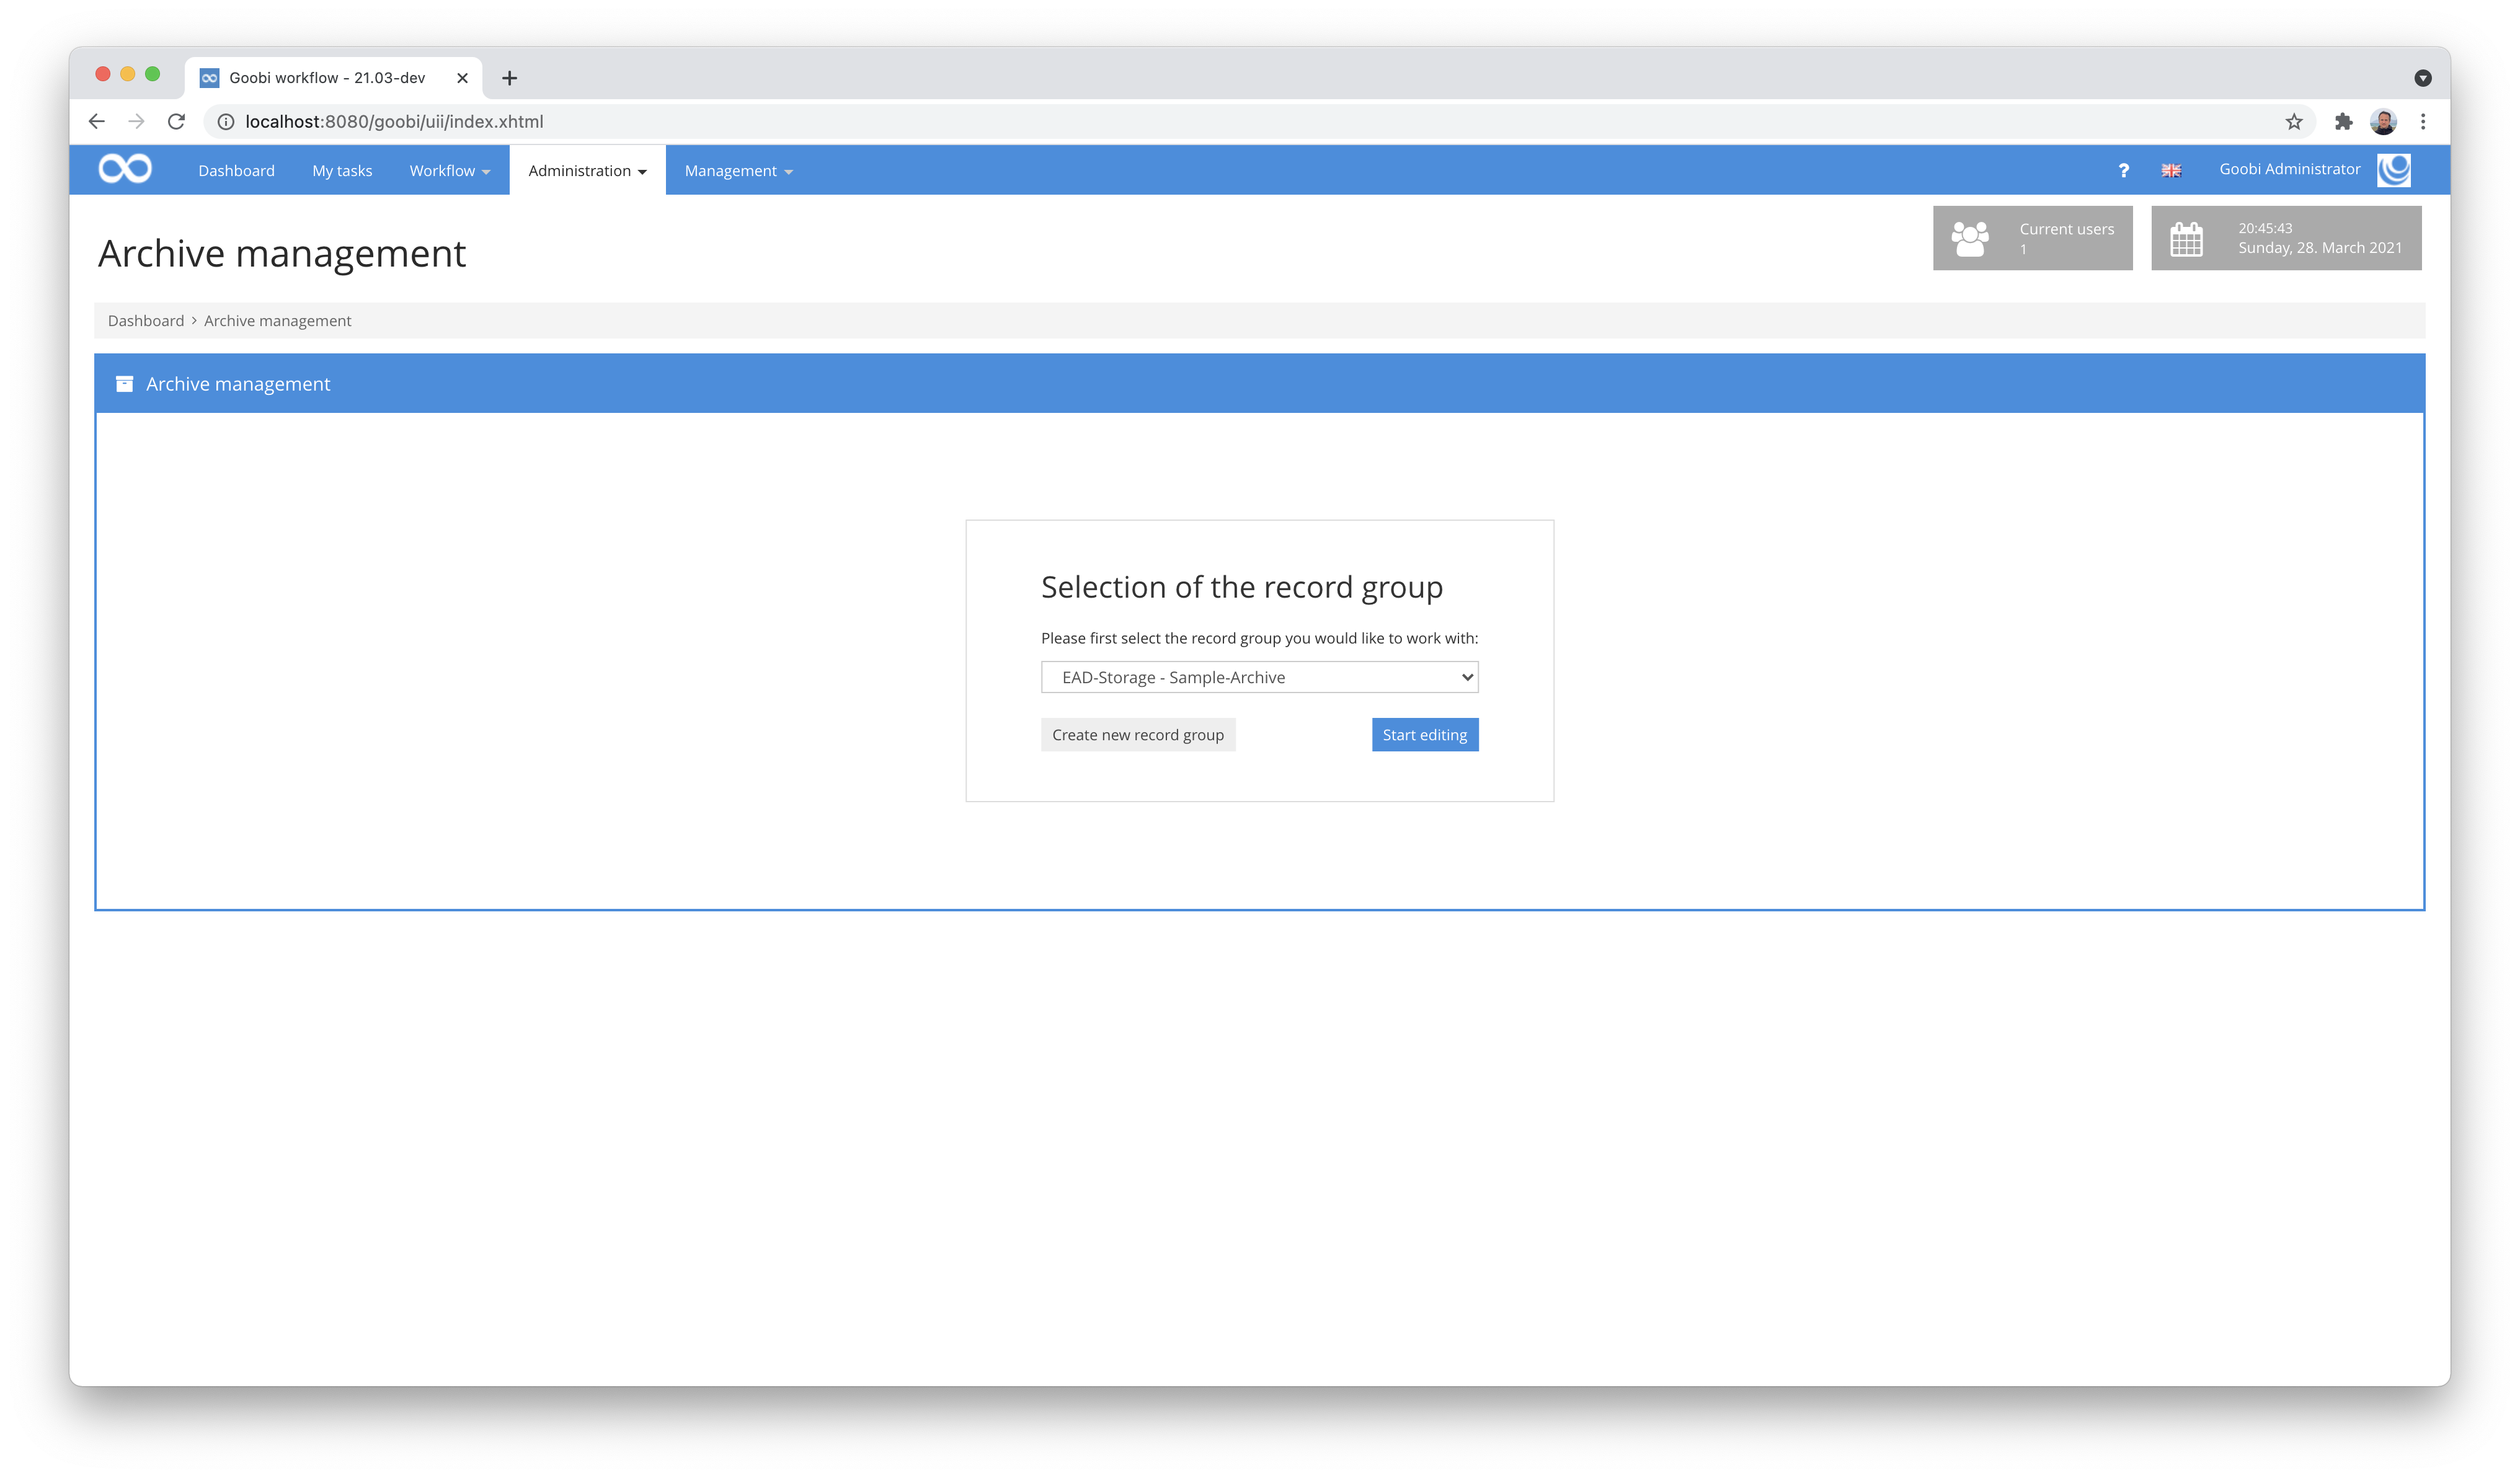 Goobi workflow - 21.03-dev
localhost:8080/goobi/uii/index.xhtml
Dashboard My tasks Workflow Administration Management ? Goobi Administrator
Archive management
Current users
1
20:45:43
Sunday, 28. March 2021
Dashboard › Archive management
Archive management
Selection of the record group
Please first select the record group you would like to work with:
EAD-Storage - Sample-Archive
Create new record group Start editing